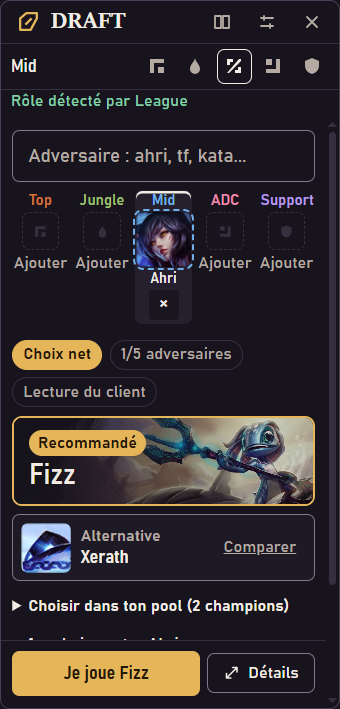 DRAFT
Mid
Rôle détecté par League
Adversaire : ahri, tf, kata...
Top Jungle Mid ADC Support
Ajouter Ajouter Ajouter Ajouter
Ahri
×
Choix net 1/5 adversaires
Lecture du client
Recommandé
Fizz
Alternative
Xerath
Comparer
Choisir dans ton pool (2 champions)
Je joue Fizz Détails